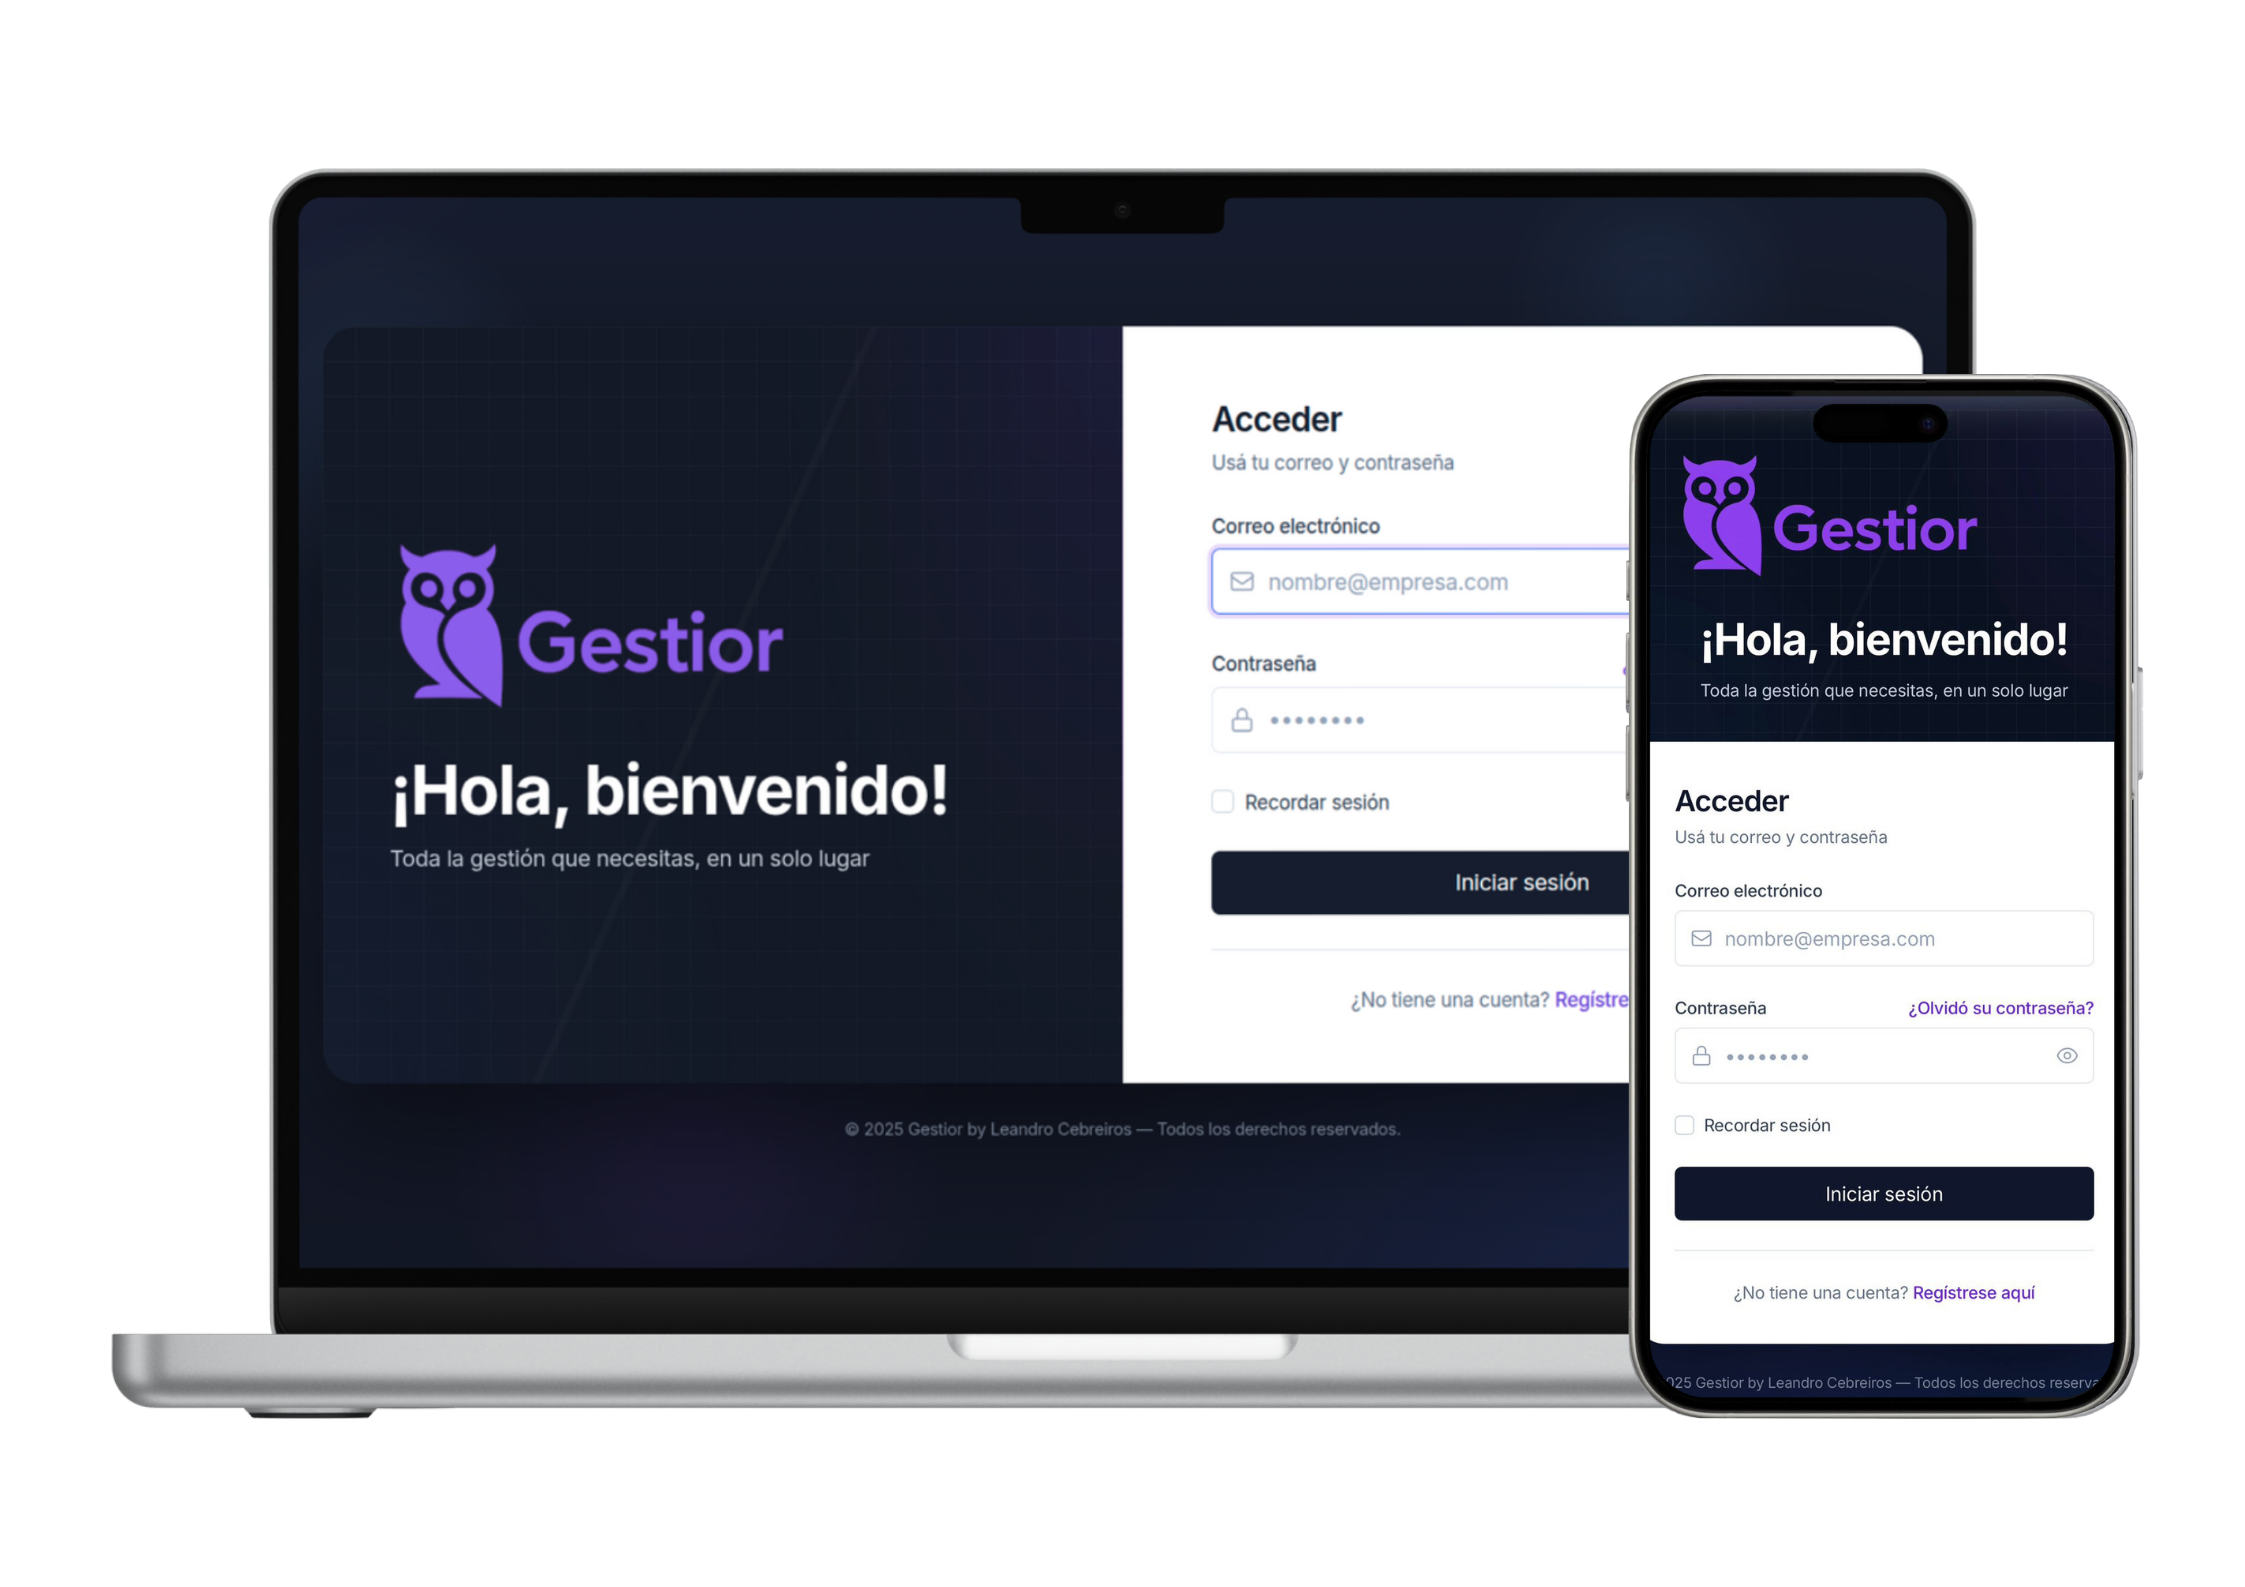 Gestior
¡Hola, bienvenido!
Toda la gestión que necesitas, en un solo lugar
Acceder
Usá tu correo y contraseña
Correo electrónico
nombre@empresa.com
Contraseña
Recordar sesión
Iniciar sesión
¿No tiene una cuenta? Regístre
© 2025 Gestior by Leandro Cebreiros — Todos los derechos reservados.
Gestior
¡Hola, bienvenido!
Toda la gestión que necesitas, en un solo lugar
Acceder
Usá tu correo y contraseña
Correo electrónico
nombre@empresa.com
Contraseña ¿Olvidó su contraseña?
Recordar sesión
Iniciar sesión
¿No tiene una cuenta? Regístrese aquí
025 Gestior by Leandro Cebreiros — Todos los derechos reserva